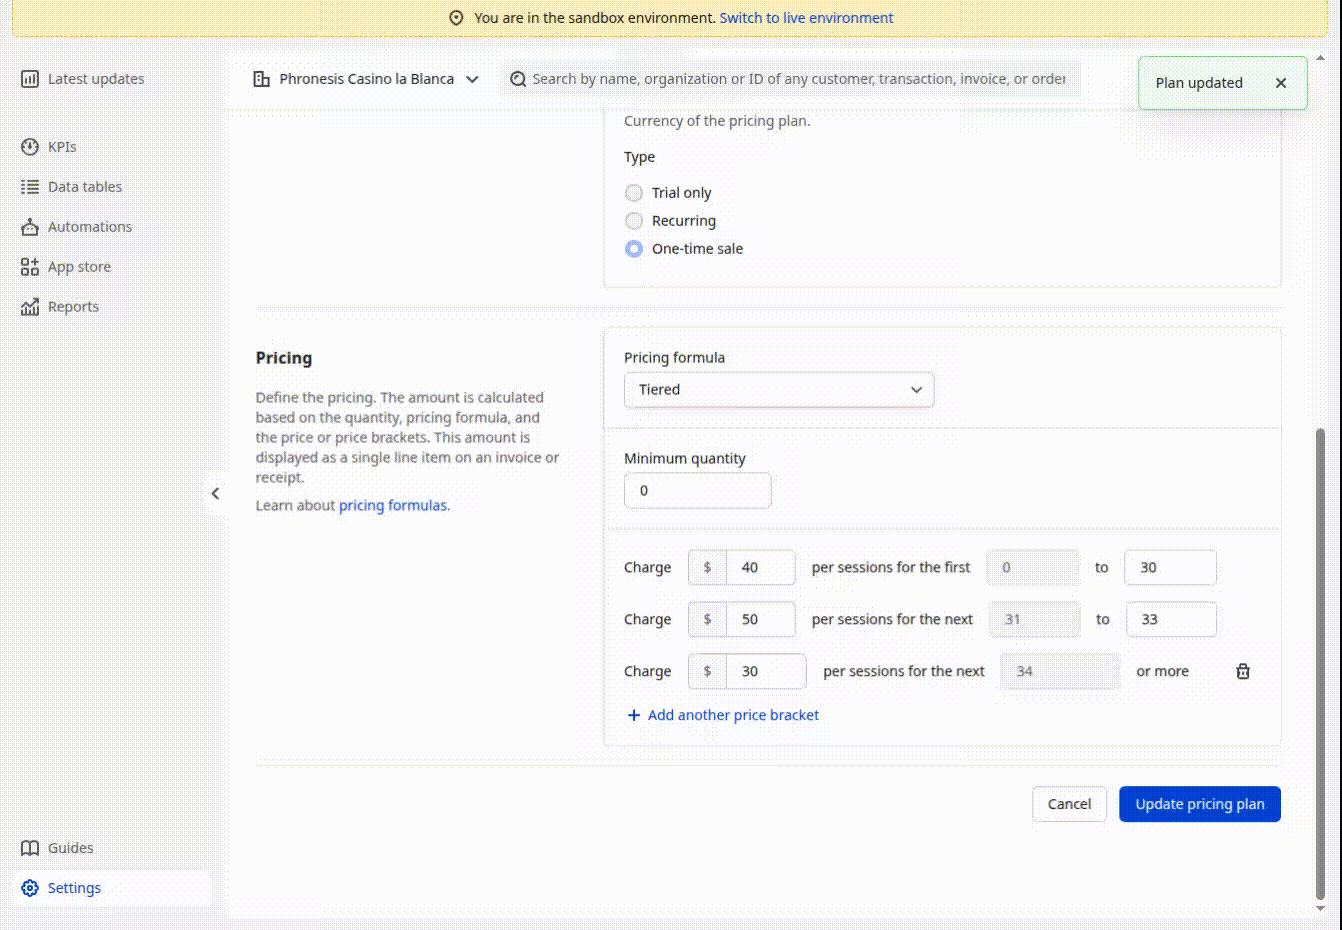 You are in the sandbox environment. Switch to live environment
Latest updates
KPIs
Data tables
Automations
App store
Reports
Guides
Settings
Phronesis Casino la Blanca
Search by name, organization or ID of any customer, transaction, invoice, or order
Plan updated
Currency of the pricing plan.
Type
Trial only
Recurring
One-time sale
Pricing
Define the pricing. The amount is calculated
based on the quantity, pricing formula, and
the price or price brackets. This amount is
displayed as a single line item on an invoice or
receipt.
Learn about pricing formulas.
Pricing formula
Tiered
Minimum quantity
0
Charge $ 40 per sessions for the first 0 to 30
Charge $ 50 per sessions for the next 31 to 33
Charge $ 30 per sessions for the next 34 or more
+ Add another price bracket
Cancel
Update pricing plan